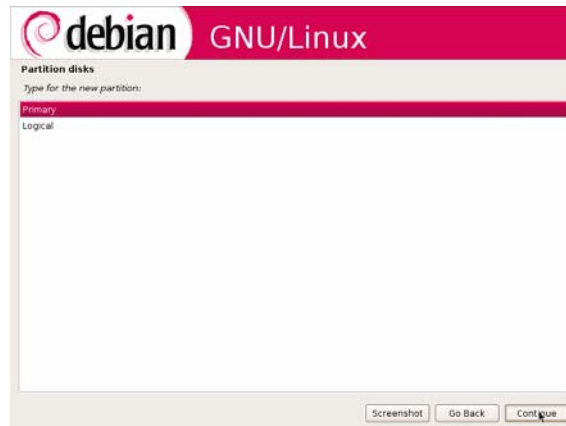 debian GNU/Linux
Partition disks
Type for the new partition:
Primary
Logical
Screenshot Go Back Continue